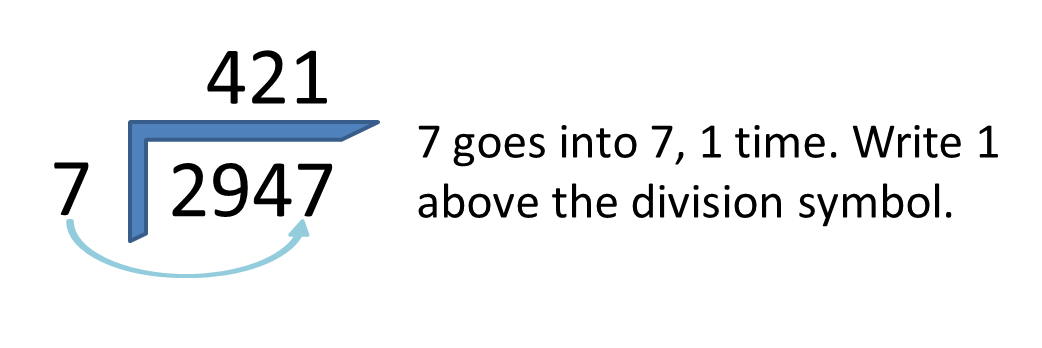 421
7 2947
7 goes into 7, 1 time. Write 1
above the division symbol.